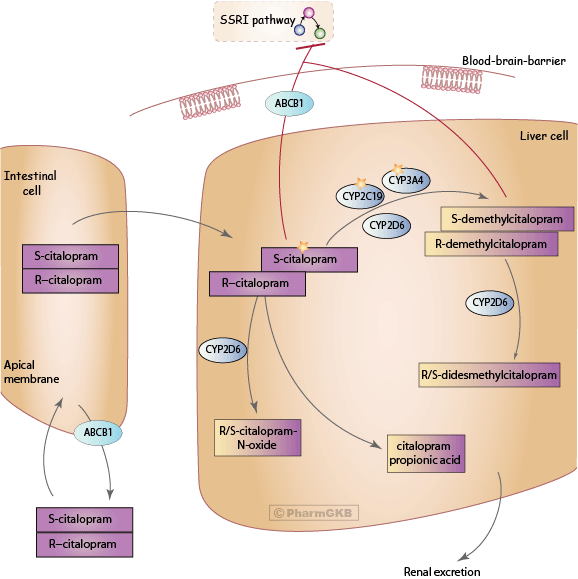 SSRI pathway
Blood-brain-barrier
ABCB1
Liver cell
Intestinal
cell
CYP3A4
CYP2C19
CYP2D6
S-demethylcitalopram
R-demethylcitalopram
S-citalopram
R–citalopram
S-citalopram
R–citalopram
CYP2D6
CYP2D6
Apical
membrane
R/S-didesmethylcitalopram
ABCB1
R/S-citalopram-
N-oxide
citalopram
propionic acid
S-citalopram
R–citalopram
© PharmGKB
Renal excretion